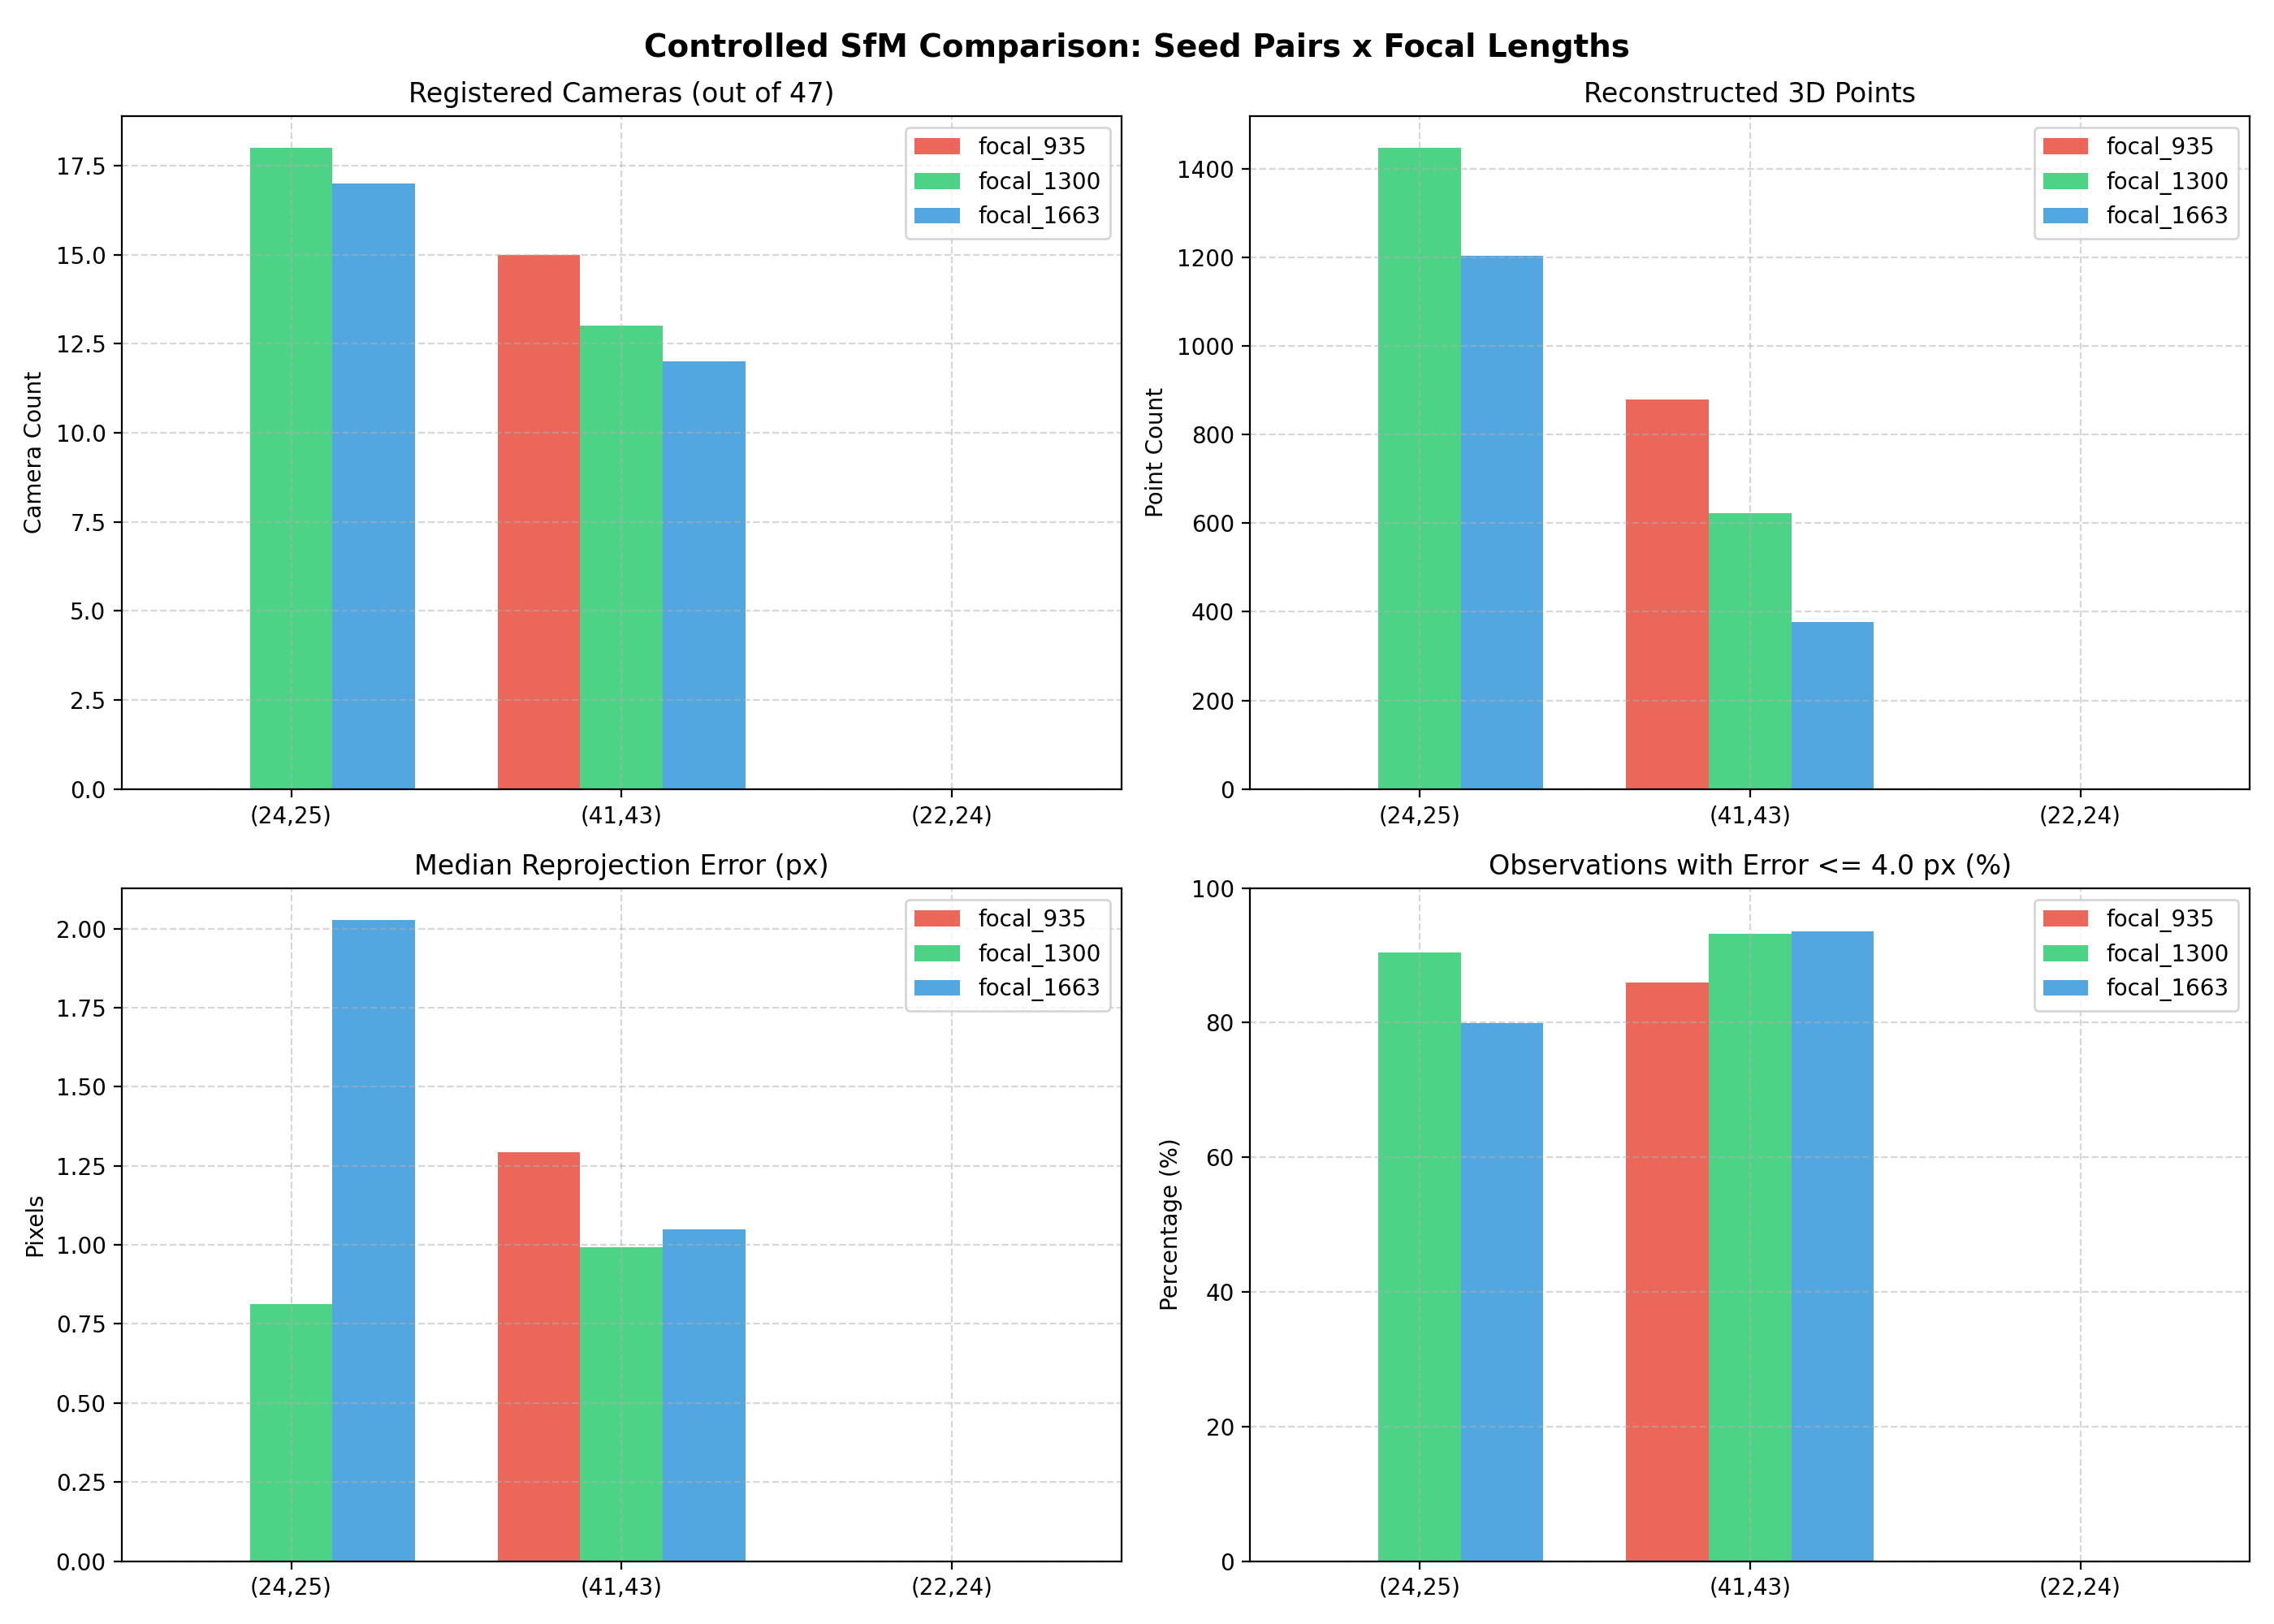 Controlled SfM Comparison: Seed Pairs x Focal Lengths
Registered Cameras (out of 47)
Camera Count
17.5
15.0
12.5
10.0
7.5
5.0
2.5
0.0
focal_935
focal_1300
focal_1663
(24,25) (41,43) (22,24)
Reconstructed 3D Points
Point Count
1400
1200
1000
800
600
400
200
0
focal_935
focal_1300
focal_1663
(24,25) (41,43) (22,24)
Median Reprojection Error (px)
Pixels
2.00
1.75
1.50
1.25
1.00
0.75
0.50
0.25
0.00
focal_935
focal_1300
focal_1663
(24,25) (41,43) (22,24)
Observations with Error <= 4.0 px (%)
Percentage (%)
100
80
60
40
20
0
focal_935
focal_1300
focal_1663
(24,25) (41,43) (22,24)